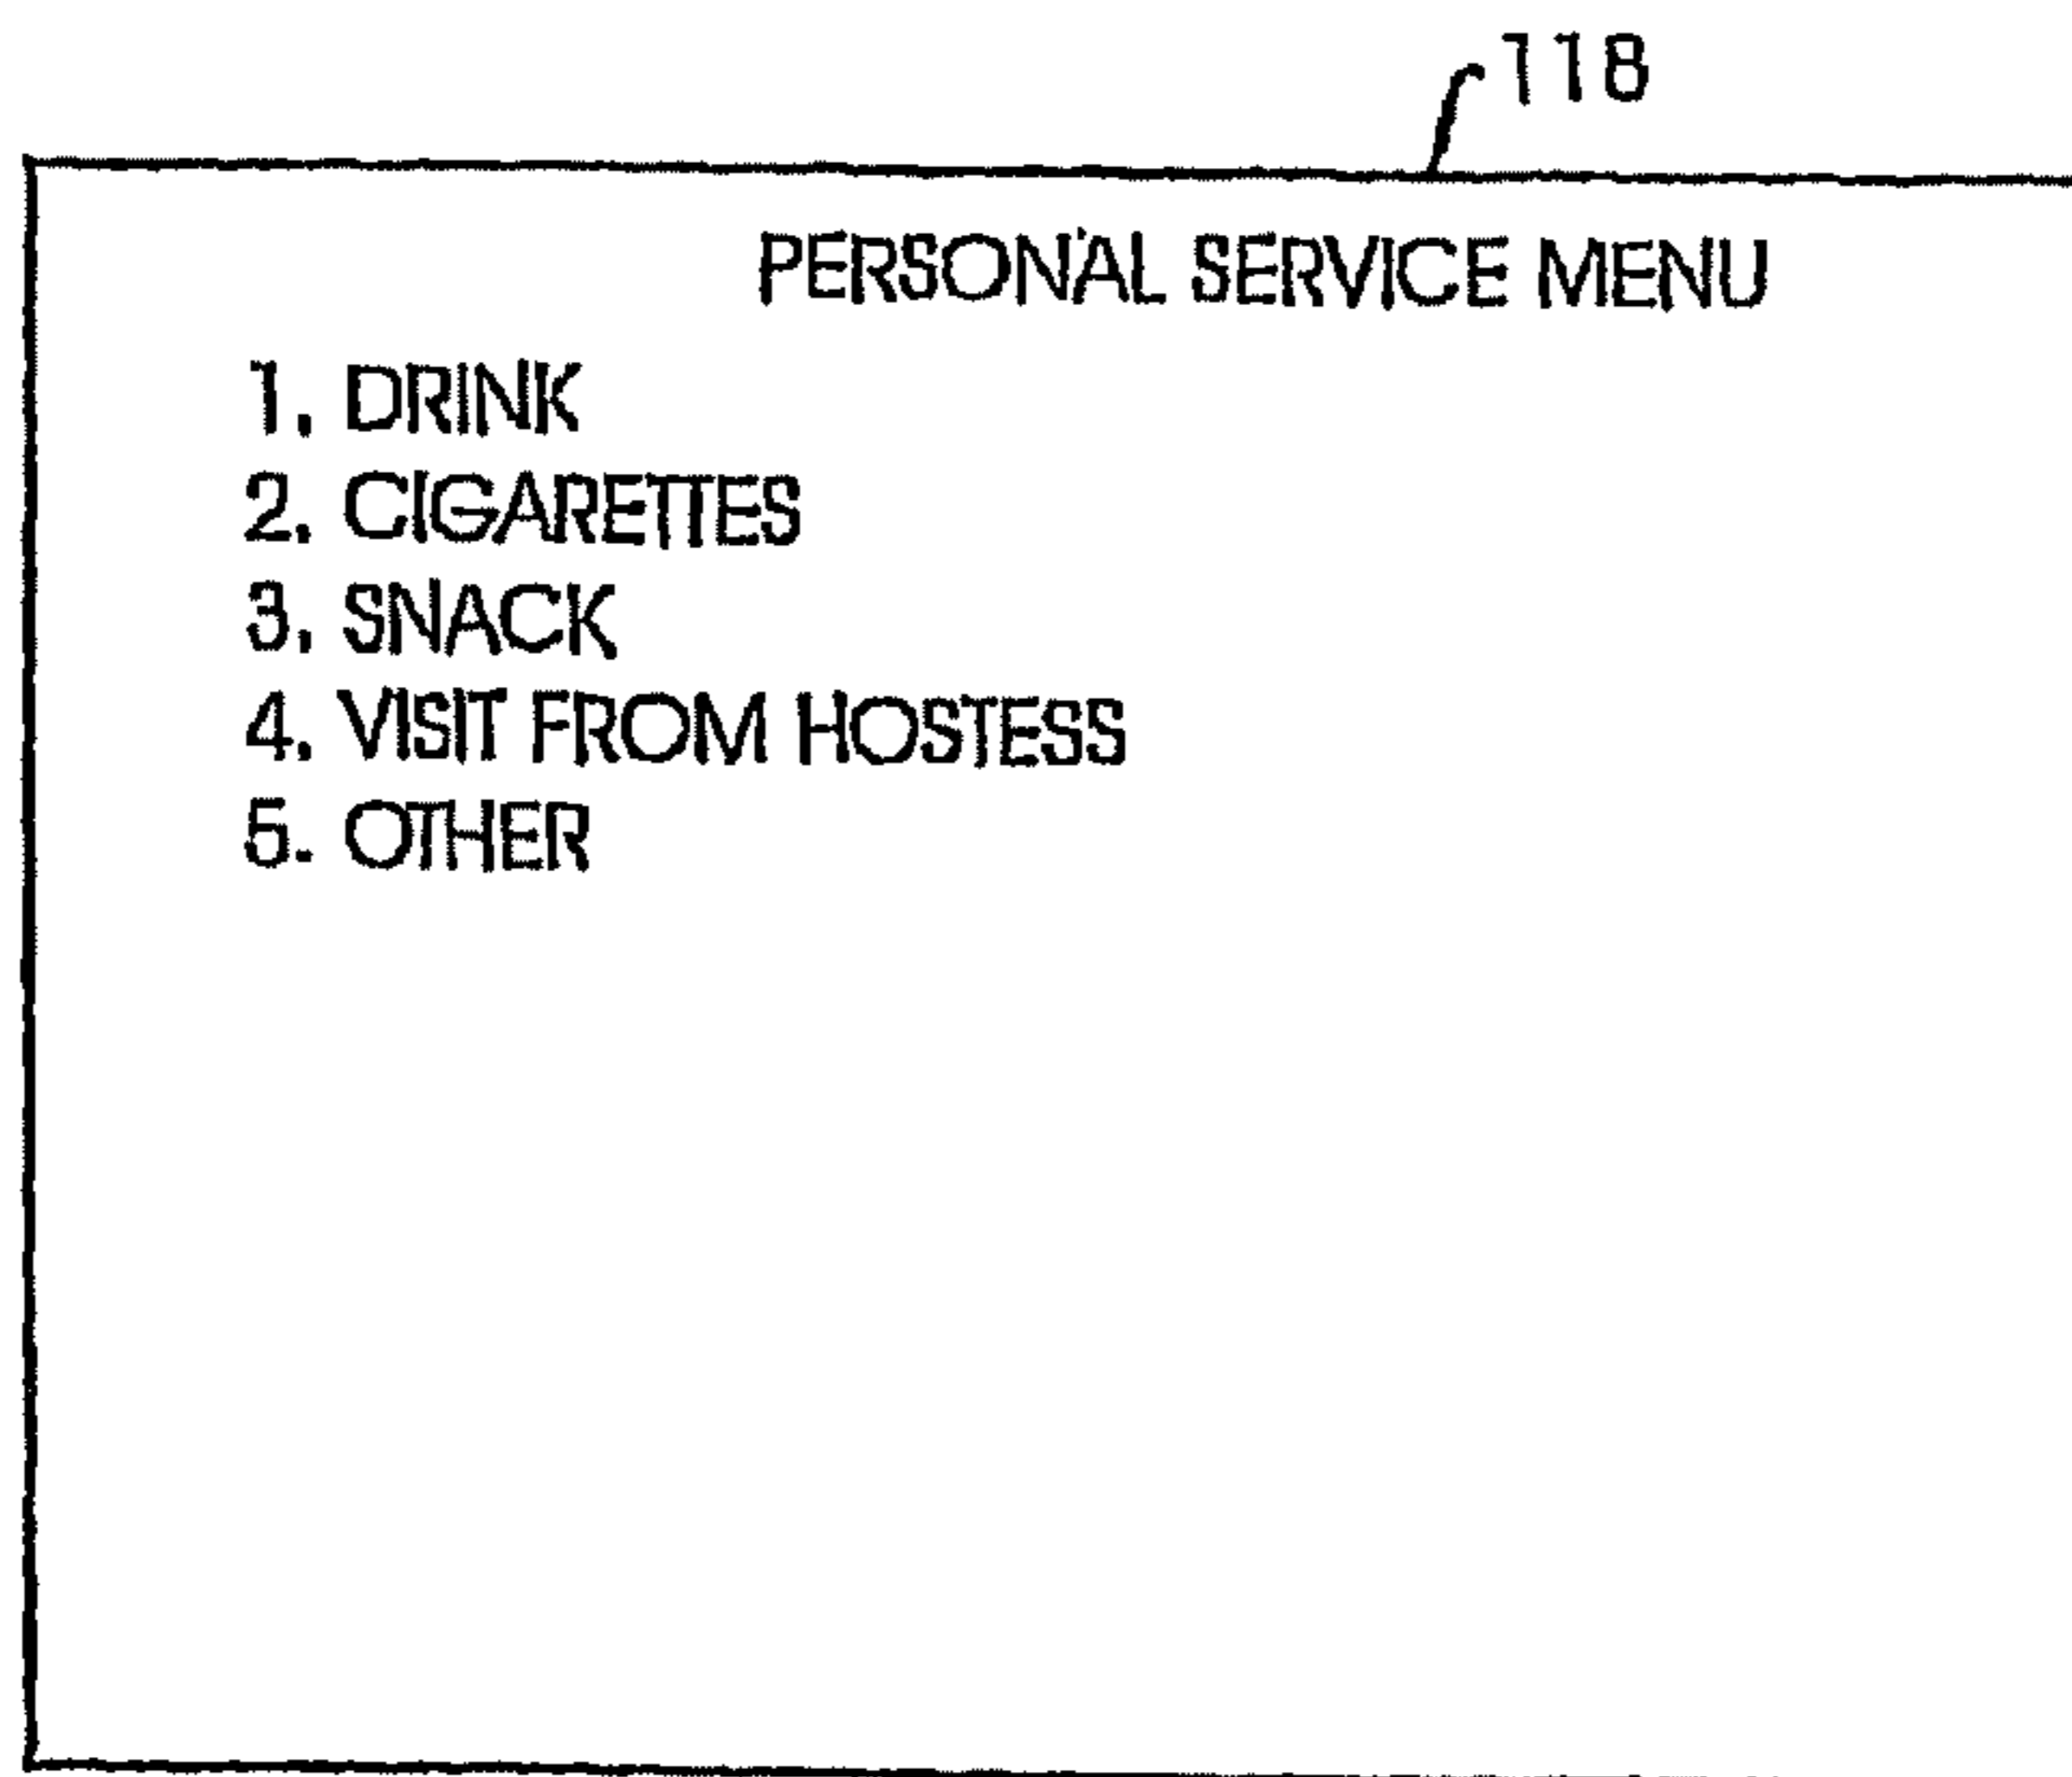 118
PERSONAL SERVICE MENU
1. DRINK
2. CIGARETTES
3. SNACK
4. VISIT FROM HOSTESS
5. OTHER